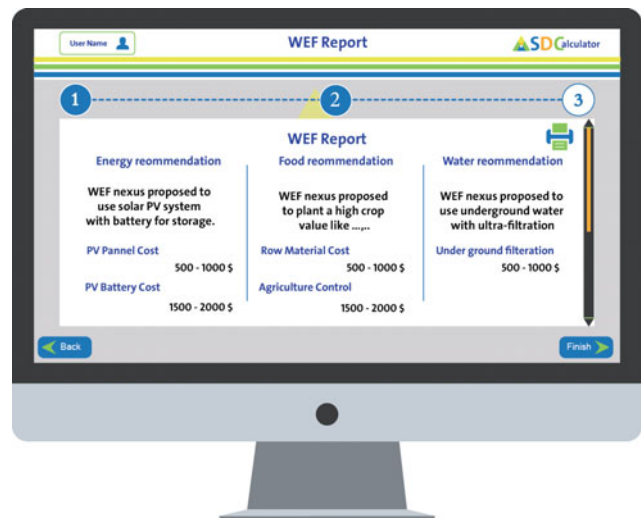 User Name
WEF Report
SDCalculator
1
2
3
WEF Report
Energy reommendation
WEF nexus proposed to
use solar PV system
with battery for storage.
PV Pannel Cost
500 - 1000 $
PV Battery Cost
1500 - 2000 $
Food reommendation
WEF nexus proposed
to plant a high crop
value like ...,..
Row Material Cost
500 - 1000 $
Agriculture Control
1500 - 2000 $
Water reommendation
WEF nexus proposed to
use underground water
with ultra-filtration
Under ground filteration
500 - 1000 $
Back
Finish